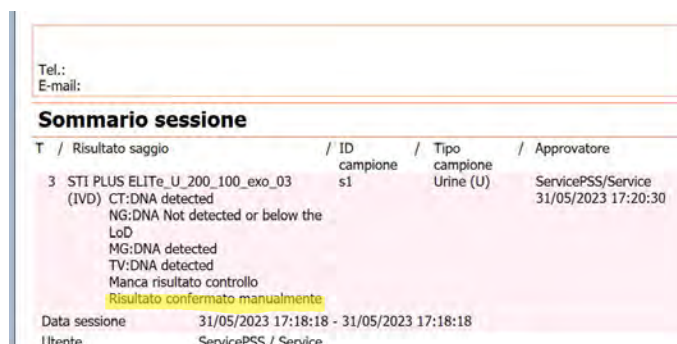 Tel.:
E-mail:
Sommario sessione
T / Risultato saggio / ID campione / Tipo campione / Approvatore
3 STI PLUS ELITe_U_200_100_exo_03 s1 Urine (U) ServicePSS/Service
(IVD) CT:DNA detected 31/05/2023 17:20:30
NG:DNA Not detected or below the
LoD
MG:DNA detected
TV:DNA detected
Manca risultato controllo
Risultato confermato manualmente
Data sessione 31/05/2023 17:18:18 - 31/05/2023 17:18:18
Utente ServicePSS / Service